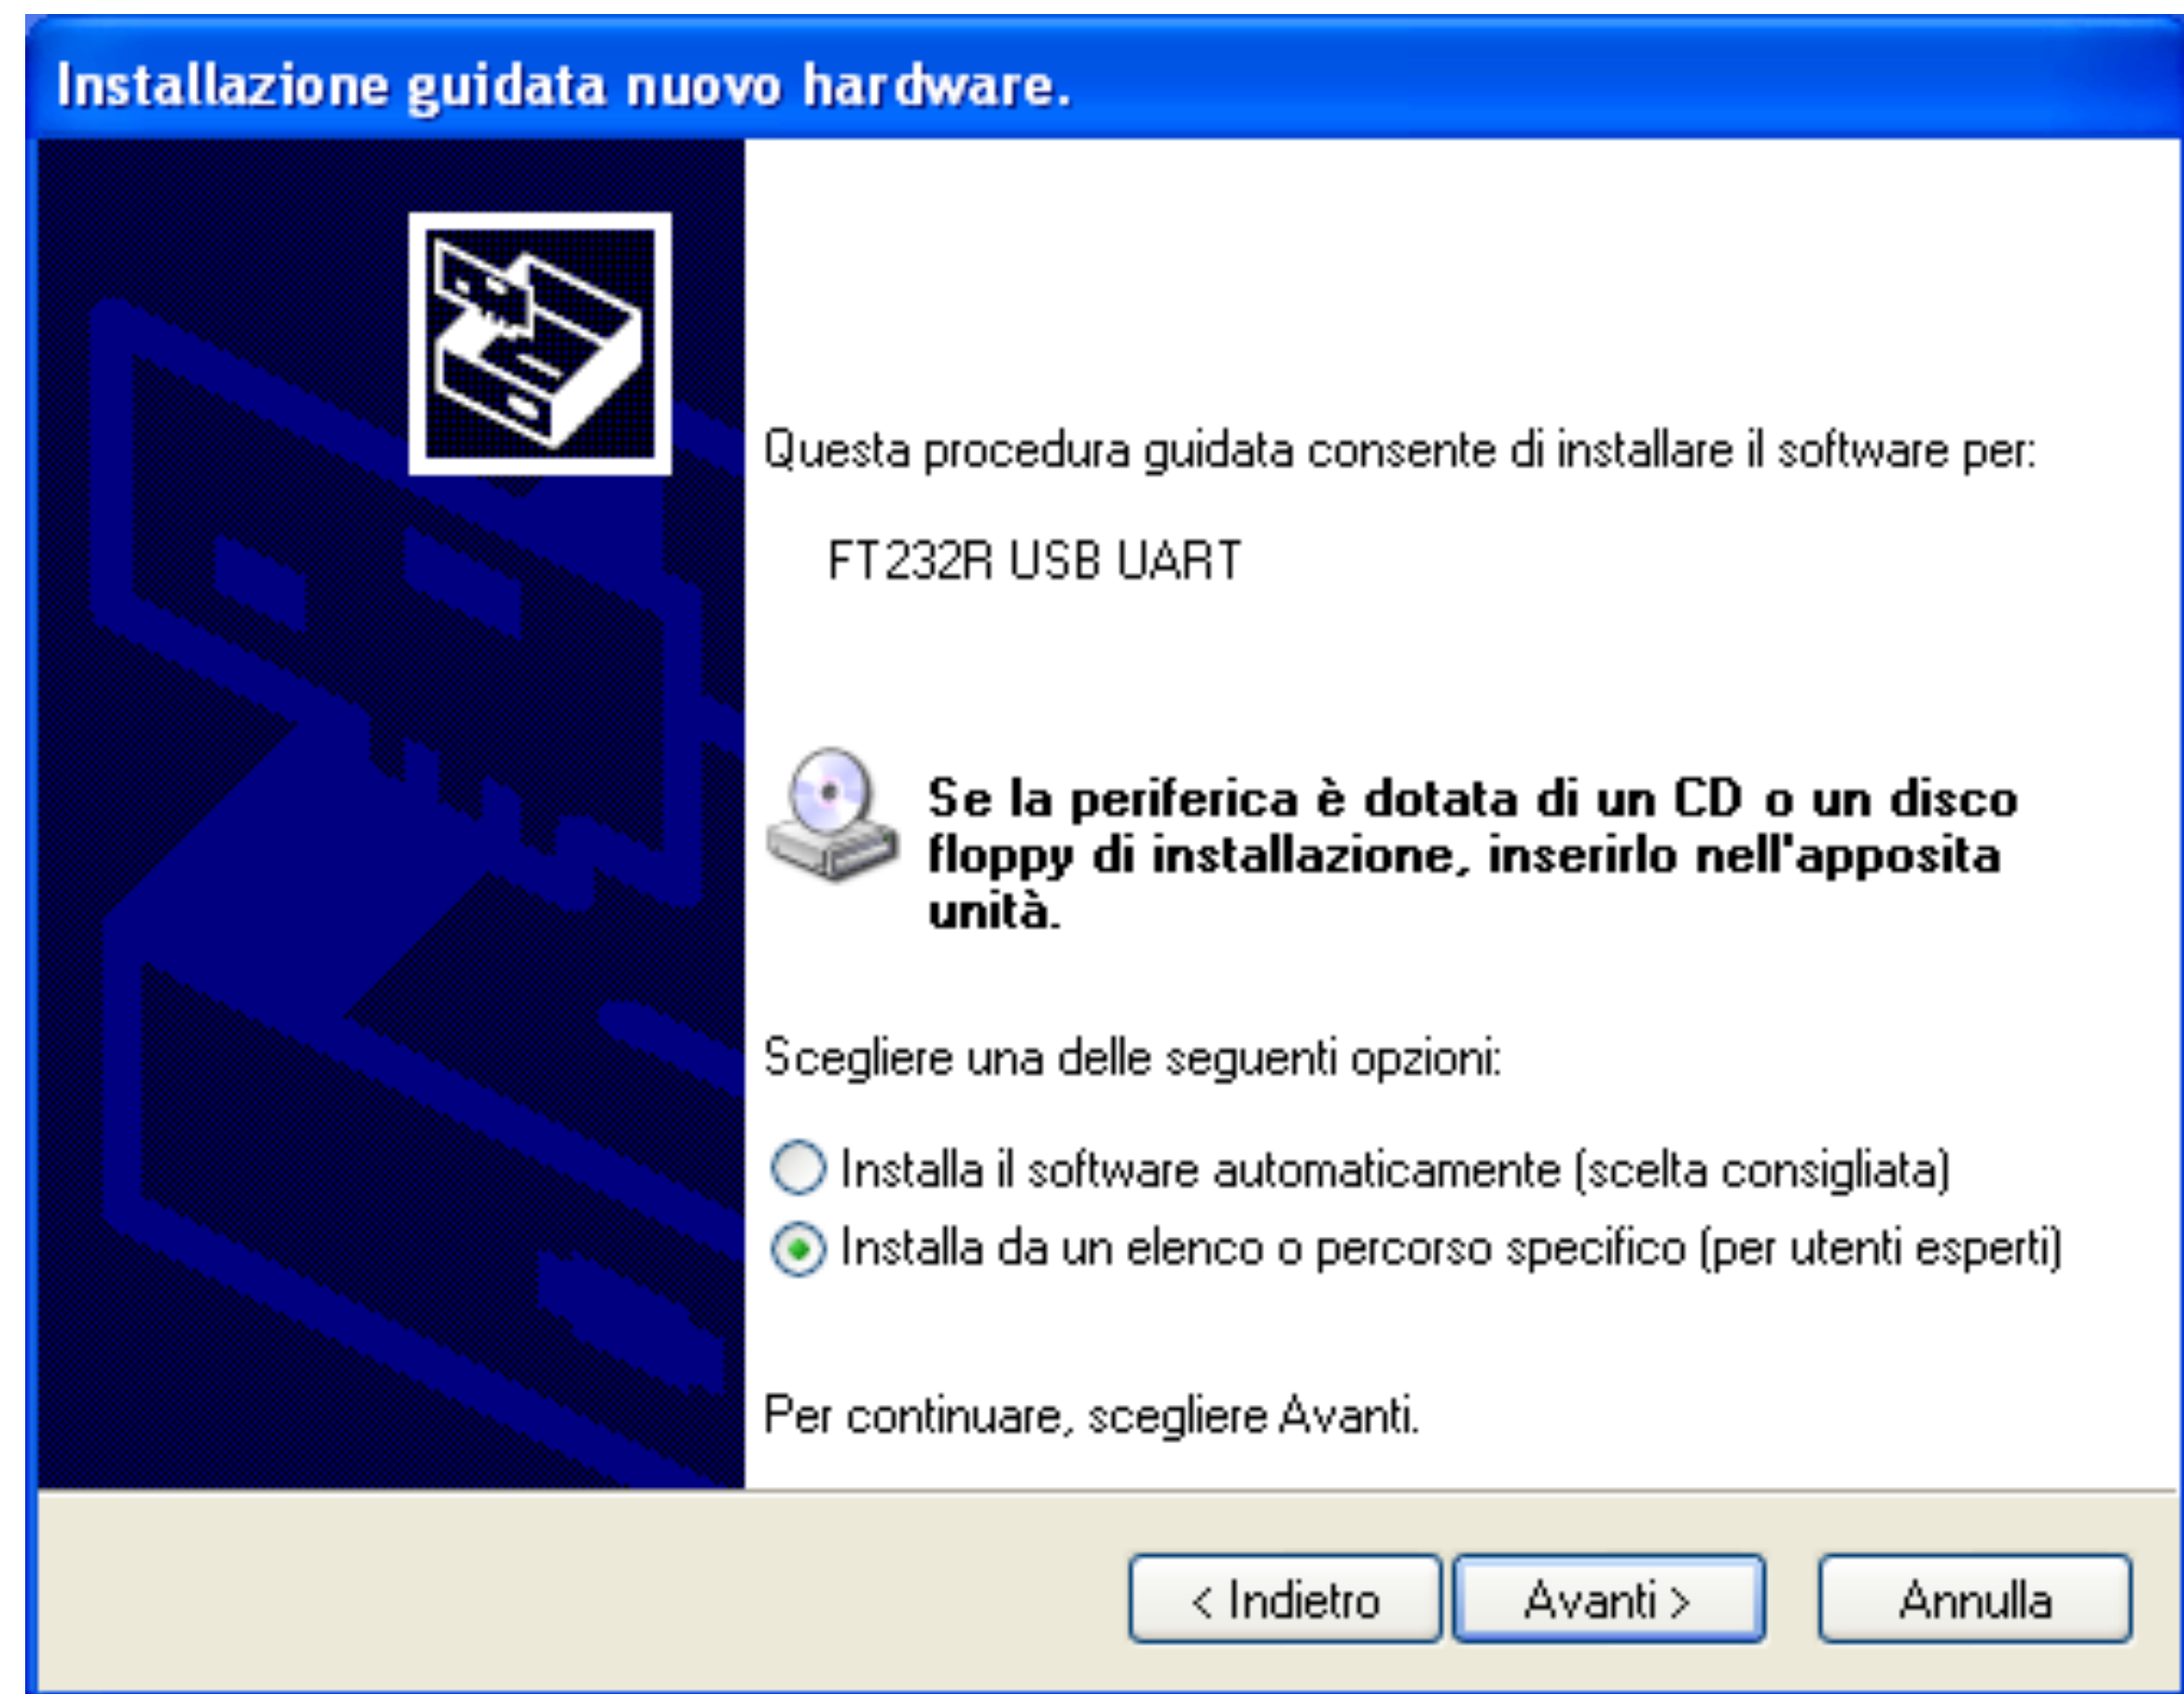 Installazione guidata nuovo hardware.
Questa procedura guidata consente di installare il software per:
FT232R USB UART
Se la periferica è dotata di un CD o un disco
floppy di installazione, inserirlo nell'apposita
unità.
Scegliere una delle seguenti opzioni:
Installa il software automaticamente (scelta consigliata)
Installa da un elenco o percorso specifico (per utenti esperti)
Per continuare, scegliere Avanti.
< Indietro
Avanti >
Annulla